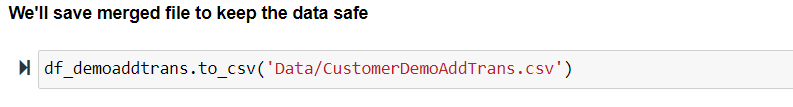 We'll save merged file to keep the data safe
df_demoaddtrans.to_csv('Data/CustomerDemoAddTrans.csv')